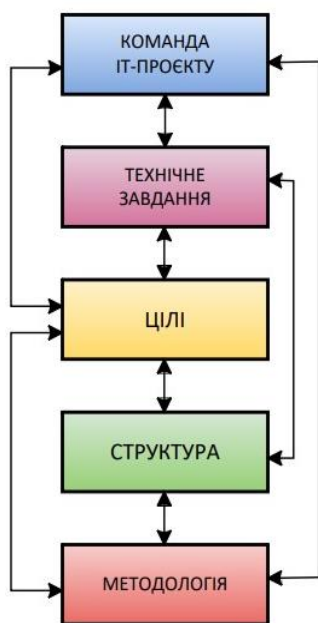 КОМАНДА
ІТ-ПРОЄКТУ
ТЕХНІЧНЕ
ЗАВДАННЯ
ЦІЛІ
СТРУКТУРА
МЕТОДОЛОГІЯ